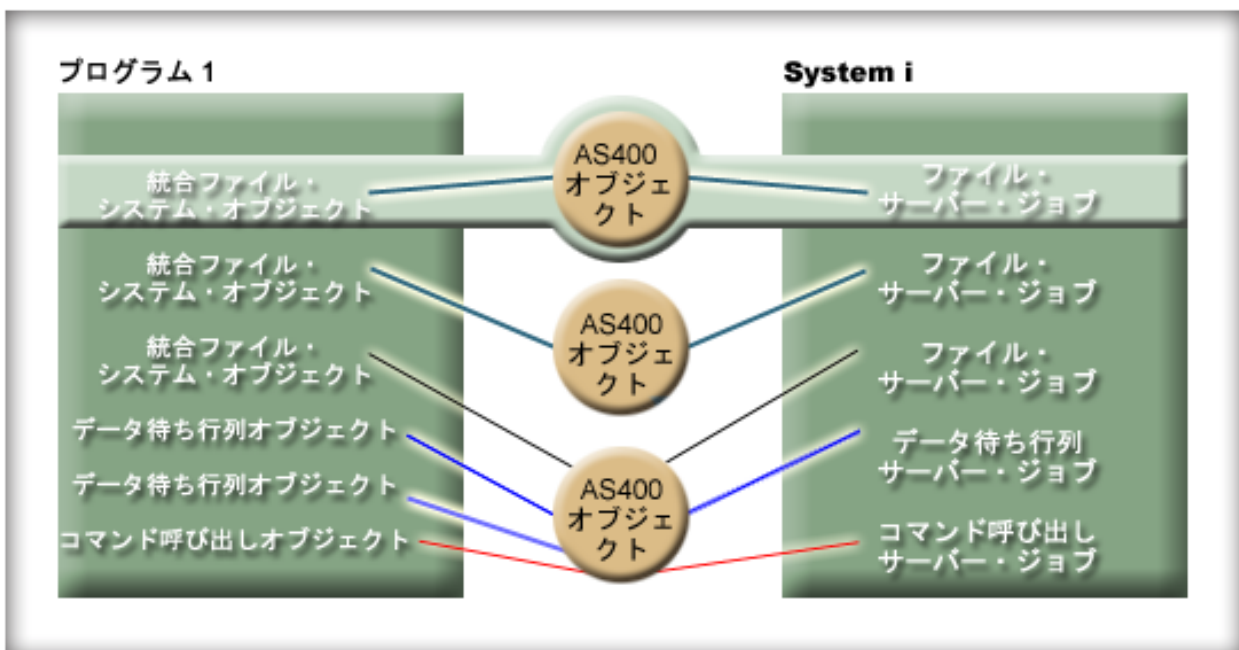 プログラム 1
System i
統合ファイル・
システム・オブジェクト
AS400
オブジェ
クト
ファイル・
サーバー・ジョブ
統合ファイル・
システム・オブジェクト
AS400
オブジェ
クト
ファイル・
サーバー・ジョブ
統合ファイル・
システム・オブジェクト
ファイル・
サーバー・ジョブ
データ待ち行列オブジェクト
データ待ち行列オブジェクト
コマンド呼び出しオブジェクト
AS400
オブジェ
クト
データ待ち行列
サーバー・ジョブ
コマンド呼び出し
サーバー・ジョブ